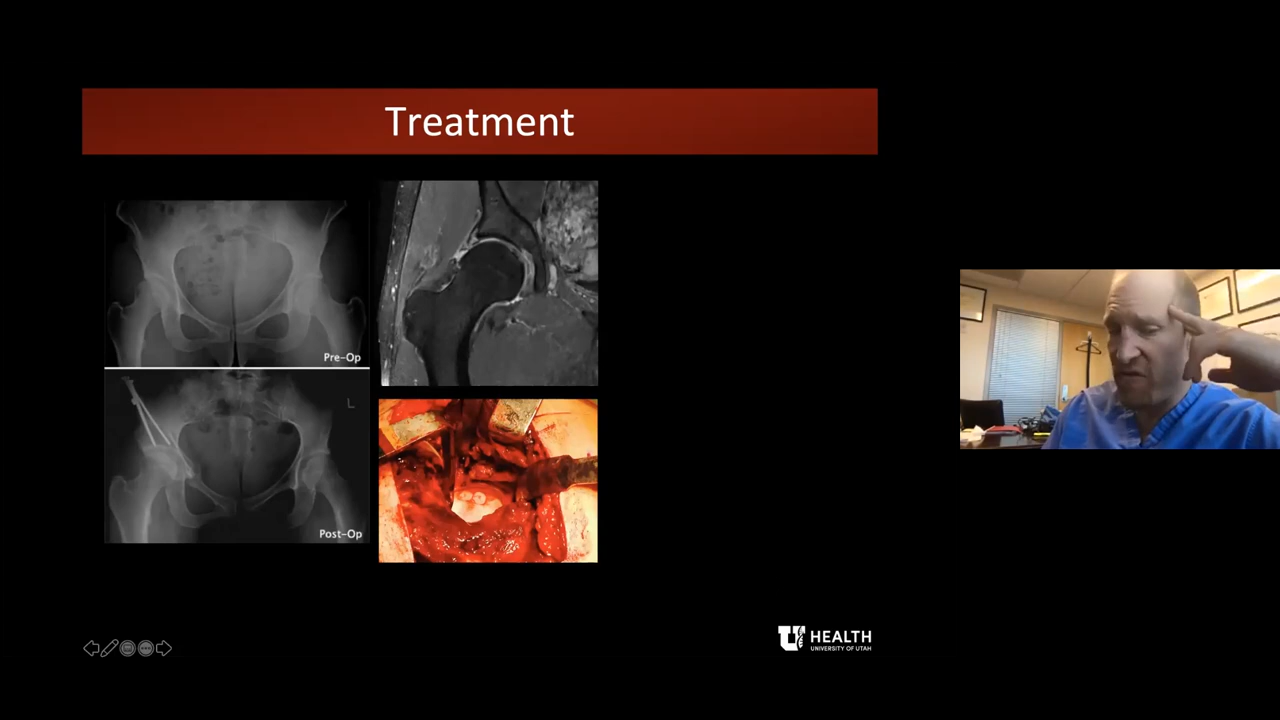 Treatment
Pre-Op
L
Post-Op
U
HEALTH
UNIVERSITY OF UTAH